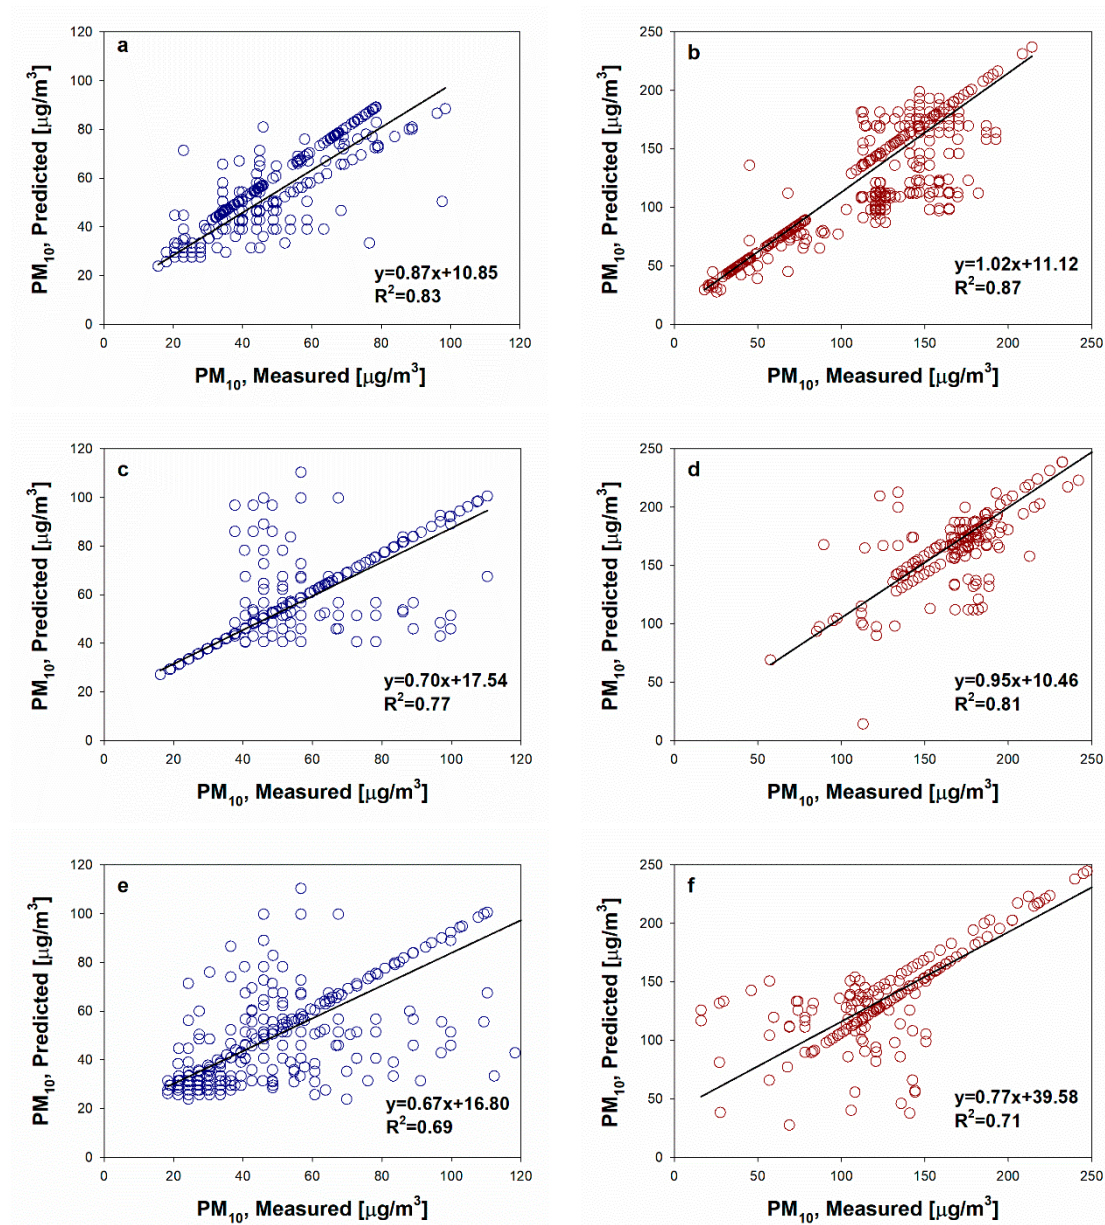 a
PM10, Predicted [μg/m3]
120
100
80
60
40
20
0
y=0.87x+10.85
R2=0.83
0 20 40 60 80 100 120
PM10, Measured [μg/m3]
b
PM10, Predicted [μg/m3]
250
200
150
100
50
0
y=1.02x+11.12
R2=0.87
0 50 100 150 200 250
PM10, Measured [μg/m3]
c
PM10, Predicted [μg/m3]
120
100
80
60
40
20
0
y=0.70x+17.54
R2=0.77
0 20 40 60 80 100 120
PM10, Measured [μg/m3]
d
PM10, Predicted [μg/m3]
250
200
150
100
50
0
y=0.95x+10.46
R2=0.81
0 50 100 150 200 250
PM10, Measured [μg/m3]
e
PM10, Predicted [μg/m3]
120
100
80
60
40
20
0
y=0.67x+16.80
R2=0.69
0 20 40 60 80 100 120
PM10, Measured [μg/m3]
f
PM10, Predicted [μg/m3]
250
200
150
100
50
0
y=0.77x+39.58
R2=0.71
0 50 100 150 200 250
PM10, Measured [μg/m3]